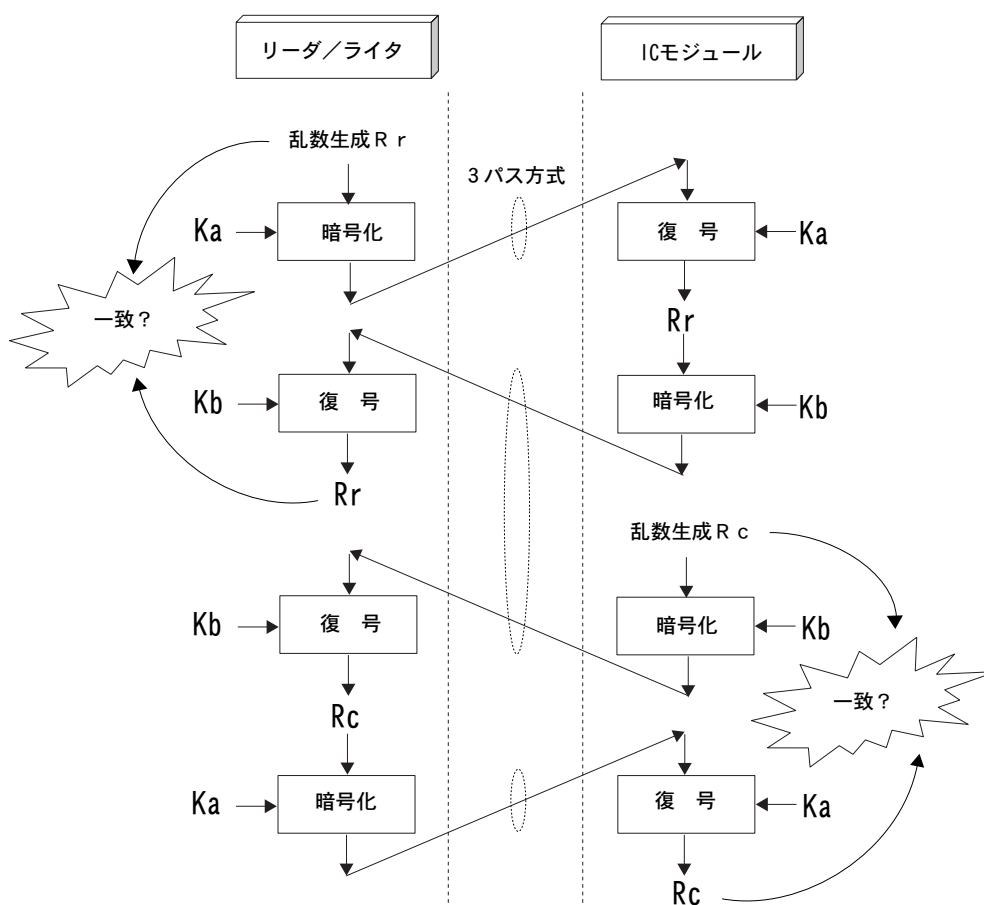 リーダ／ライタ
ICモジュール
乱数生成Ｒｒ
３パス方式
Ka
暗号化
復　号
Ka
一致？
Rr
Kb
復　号
暗号化
Kb
Rr
乱数生成Ｒｃ
Kb
復　号
暗号化
Kb
一致？
Rc
Ka
暗号化
復　号
Ka
Rc